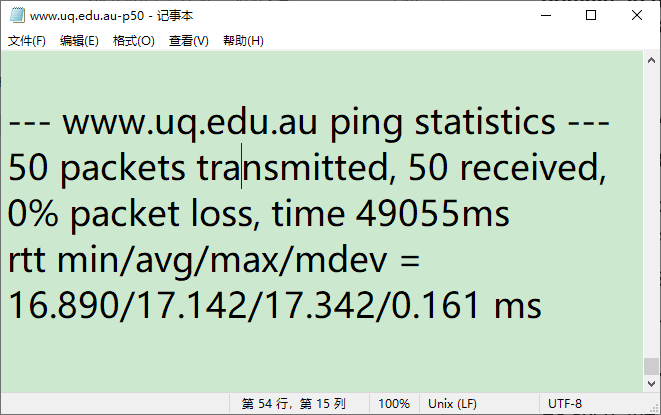 www.uq.edu.au-p50 - 记事本
文件(F) 编辑(E) 格式(O) 查看(V) 帮助(H)
--- www.uq.edu.au ping statistics ---
50 packets transmitted, 50 received,
0% packet loss, time 49055ms
rtt min/avg/max/mdev =
16.890/17.142/17.342/0.161 ms
第 54 行，第 15 列 100% Unix (LF) UTF-8